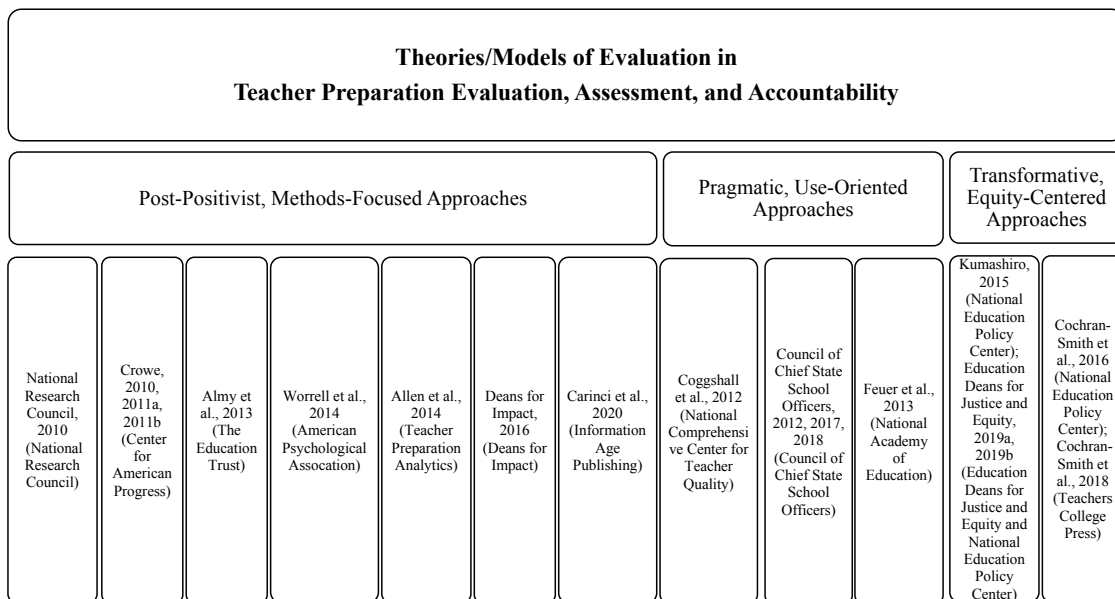 Theories/Models of Evaluation in
Teacher Preparation Evaluation, Assessment, and Accountability
Post-Positivist, Methods-Focused Approaches
Pragmatic, Use-Oriented
Approaches
Transformative,
Equity-Centered
Approaches
National
Research
Council,
2010
(National
Research
Council)
Crowe,
2010,
2011a,
2011b
(Center
for
American
Progress)
Almy et
al., 2013
(The
Education
Trust)
Worrell et al.,
2014
(American
Psychological
Assocation)
Allen et al.,
2014
(Teacher
Preparation
Analytics)
Deans for
Impact,
2016
(Deans for
Impact)
Carinci et al.,
2020
(Information
Age
Publishing)
Coggshall
et al., 2012
(National
Comprehensi
ve Center for
Teacher
Quality)
Council of
Chief State
School
Officers,
2012, 2017,
2018
(Council of
Chief State
School
Officers)
Feuer et al.,
2013
(National
Academy
of
Education)
Kumashiro,
2015
(National
Education
Policy
Center);
Education
Deans for
Justice and
Equity,
2019a,
2019b
(Education
Deans for
Justice and
Equity and
National
Education
Policy
Center)
Cochran-
Smith et
al., 2016
(National
Education
Policy
Center);
Cochran-
Smith et
al., 2018
(Teachers
College
Press)